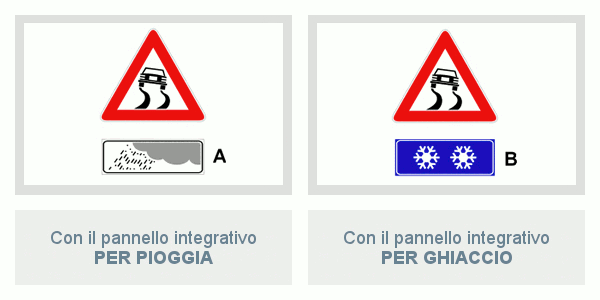 A
B
Con il pannello integrativo
PER PIOGGIA
Con il pannello integrativo
PER GHIACCIO